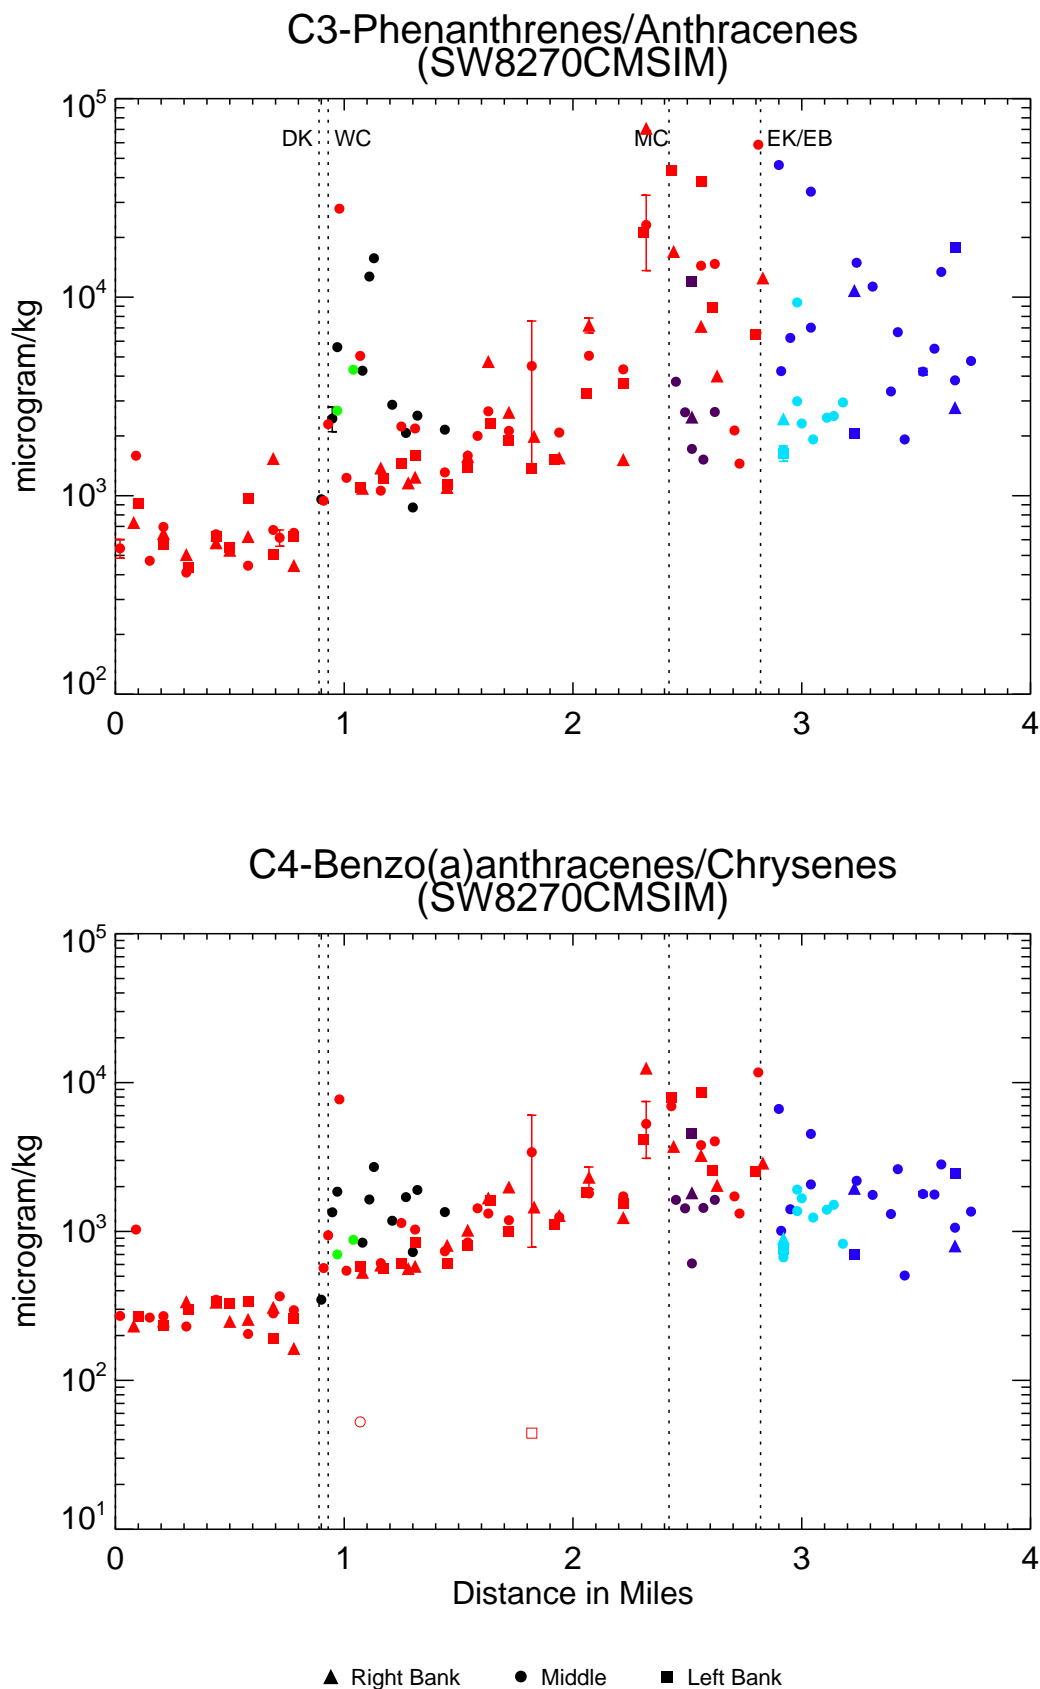 C3-Phenanthrenes/Anthracenes
(SW8270CMSIM)
10^5
DK WC MC EK/EB
10^4
microgram/kg
10^3
10^2
0 1 2 3 4
C4-Benzo(a)anthracenes/Chrysenes
(SW8270CMSIM)
10^5
10^4
microgram/kg
10^3
10^2
10^1
0 1 2 3 4
Distance in Miles
Right Bank Middle Left Bank